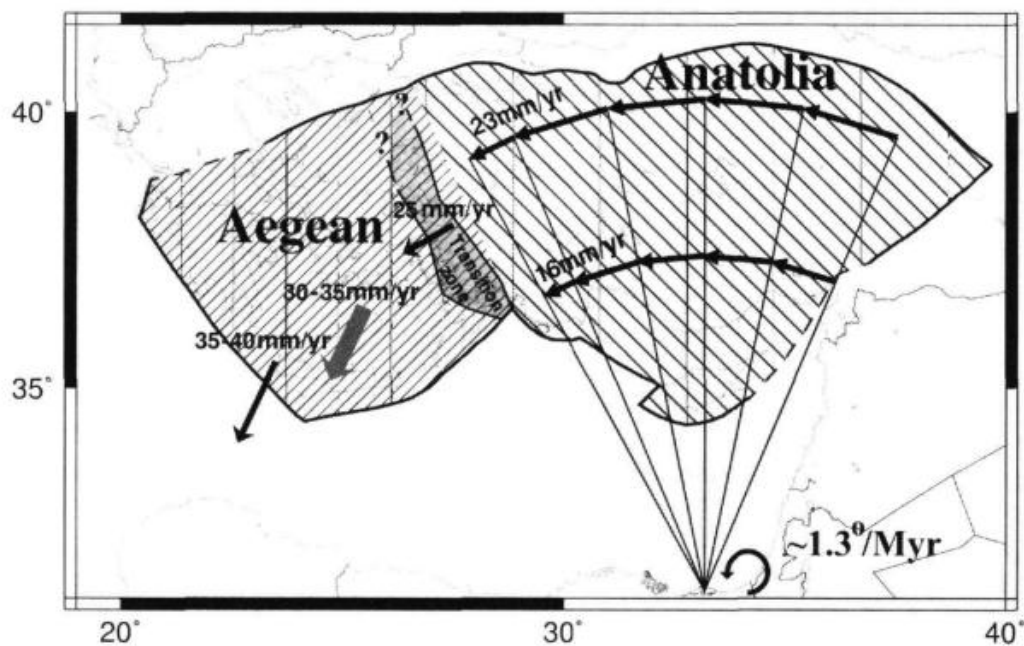 Anatolia
40°
23mm/yr
?
?
25mm/yr
Aegean
Transition
zone
16mm/yr
30-35mm/yr
35-40mm/yr
35°
~1.3°/Myr
20°
30°
40°